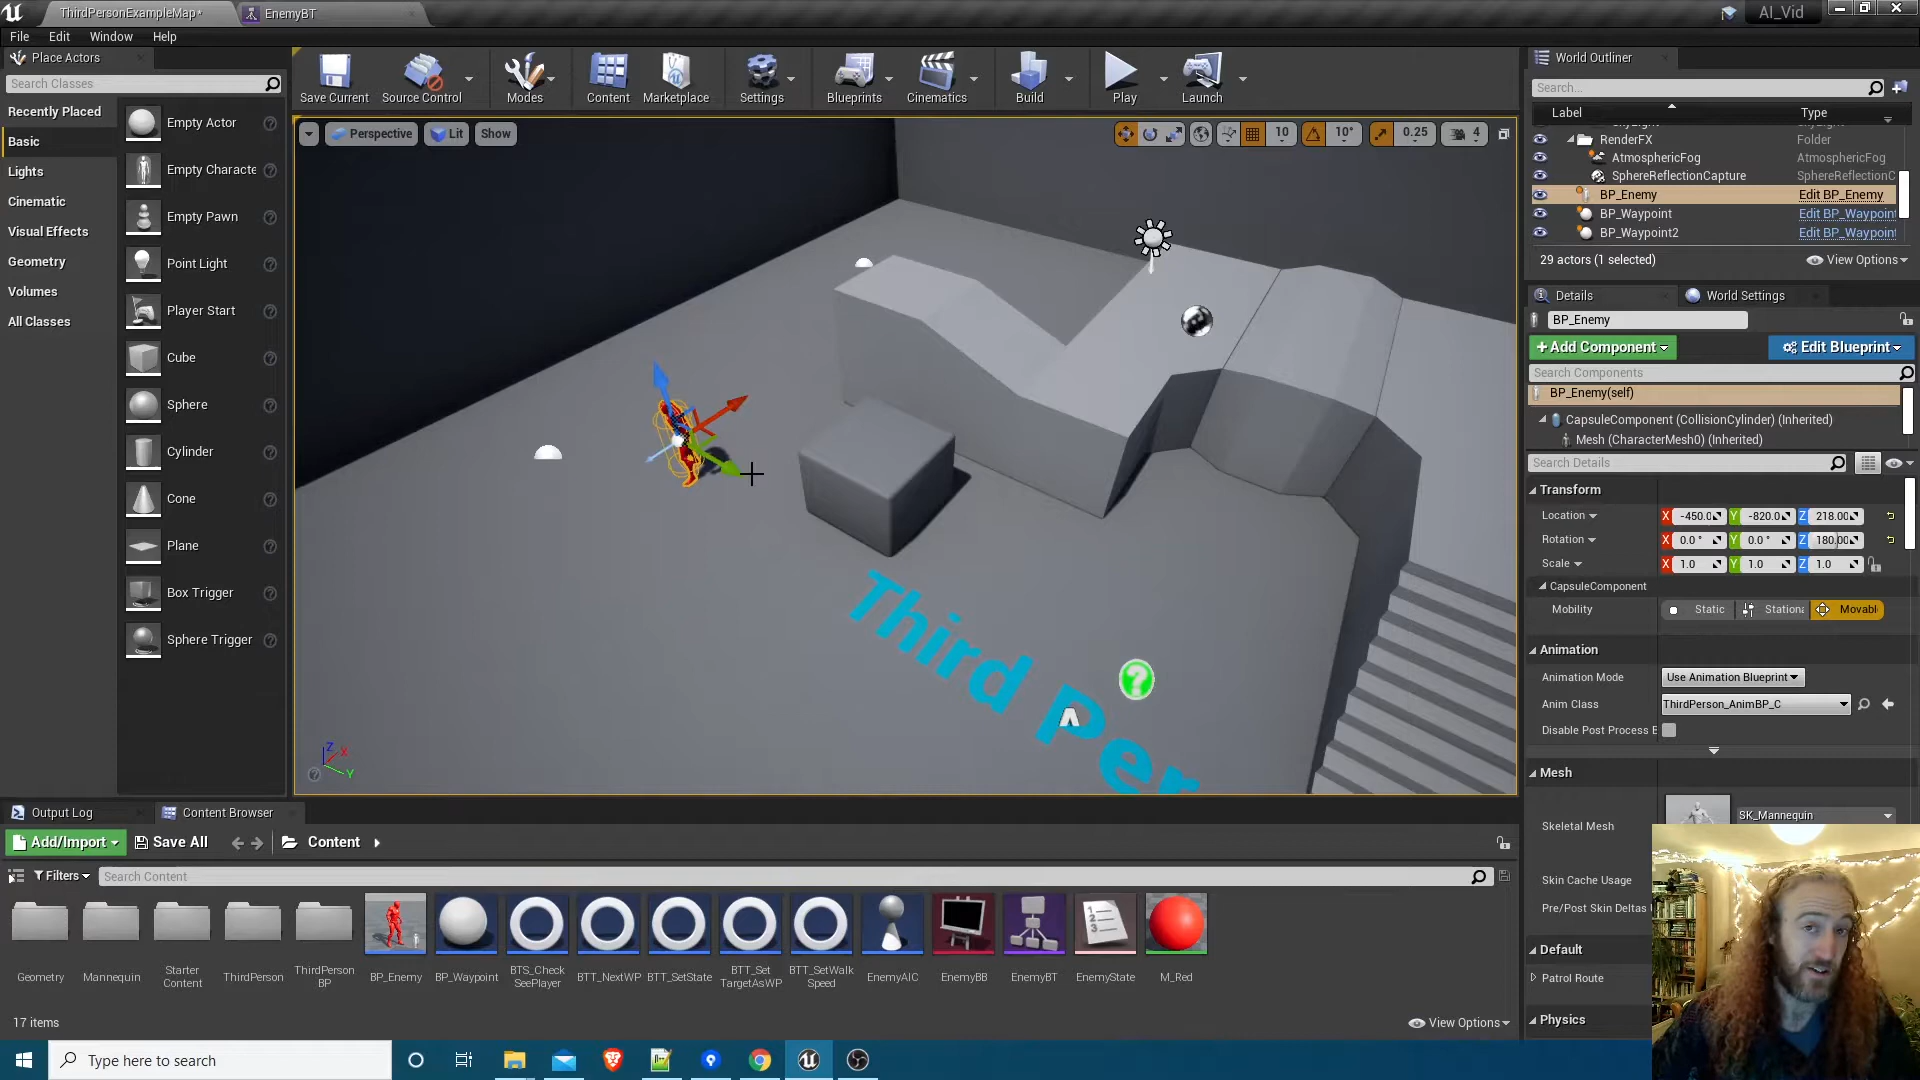 ThirdPersonExampleMap*
EnemyBT
AI_Vid
File Edit Window Help
Place Actors
Search Classes
Recently Placed
Basic
Lights
Cinematic
Visual Effects
Geometry
Volumes
All Classes
Empty Actor
Empty Characte
Empty Pawn
Point Light
Player Start
Cube
Sphere
Cylinder
Cone
Plane
Box Trigger
Sphere Trigger
Save Current
Source Control
Modes
Content
Marketplace
Settings
Blueprints
Cinematics
Build
Play
Launch
Perspective
Lit
Show
10
10°
0.25
4
Third Per
Z X Y
World Outliner
Search...
Label Type
RenderFX Folder
AtmosphericFog AtmosphericFog
SphereReflectionCapture SphereReflectionC
BP_Enemy Edit BP_Enemy
BP_Waypoint Edit BP_Waypoint
BP_Waypoint2 Edit BP_Waypoint
29 actors (1 selected)
View Options
Details
World Settings
BP_Enemy
+Add Component
Edit Blueprint
Search Components
BP_Enemy(self)
CapsuleComponent (CollisionCylinder) (Inherited)
Mesh (CharacterMesh0) (Inherited)
Search Details
Transform
Location X -450.0 Y -820.0 Z 218.00
Rotation X 0.0 ° Y 0.0 ° Z 180.00
Scale X 1.0 Y 1.0 Z 1.0
CapsuleComponent
Mobility Static Stationa Movabl
Animation
Animation Mode Use Animation Blueprint
Anim Class ThirdPerson_AnimBP_C
Disable Post Process B
Mesh
Skeletal Mesh SK_Mannequin
Skin Cache Usage
Pre/Post Skin Deltas
Default
Patrol Route
Physics
Output Log
Content Browser
Add/Import
Save All
Content
Filters
Search Content
Geometry
Mannequin
Starter Content
ThirdPerson
ThirdPerson BP
BP_Enemy
BP_Waypoint
BTS_Check SeePlayer
BTT_NextWP
BTT_SetState
BTT_Set TargetAsWP
BTT_SetWalk Speed
EnemyAIC
EnemyBB
EnemyBT
EnemyState
M_Red
17 items
View Options
Type here to search